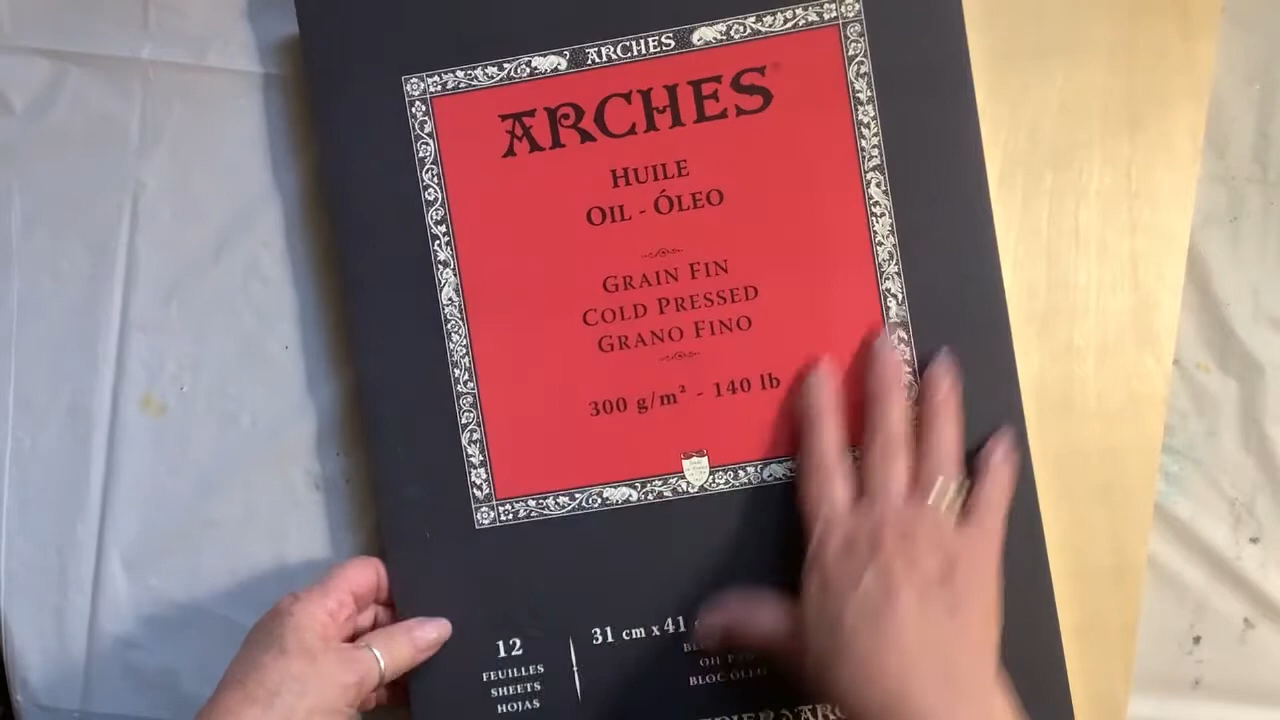 ARCHES
ARCHES®
HUILE
OIL - ÓLEO
GRAIN FIN
COLD PRESSED
GRANO FINO
300 g/m² - 140 lb
12
FEUILLES
SHEETS
HOJAS
31 cm x 41
OIL
BLOC ÓLEO